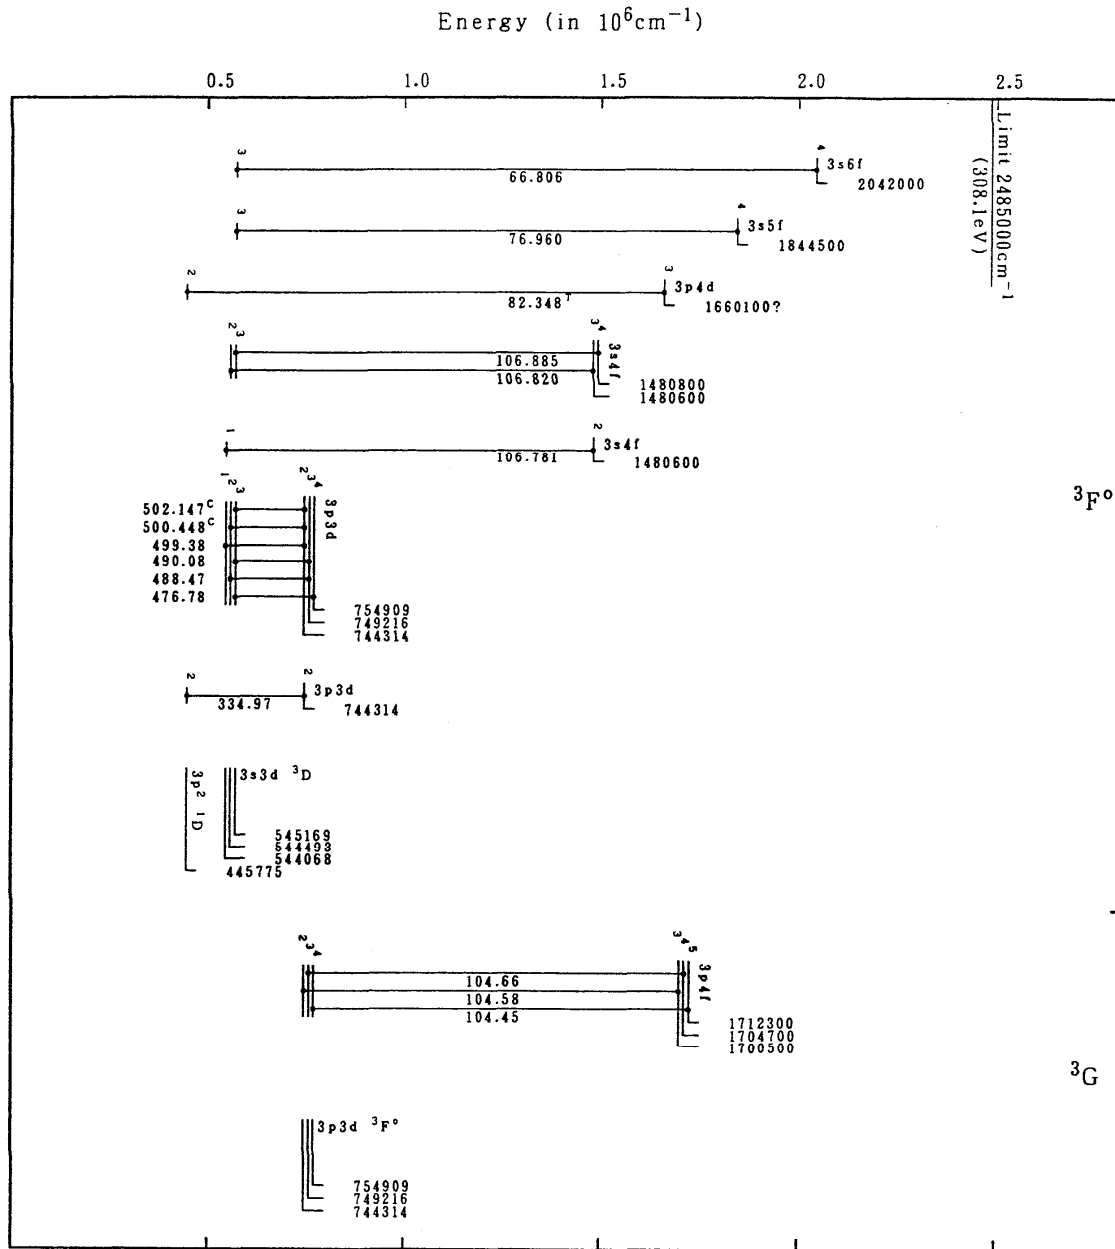 Energy (in 10⁶cm⁻¹)
0.5 1.0 1.5 2.0 2.5
Limit 2485000cm⁻¹
(308.1eV)
3 4 3s6f
66.806
2042000
3 4 3s5f
76.960
1844500
2 3 3p4d
82.348ᵀ
1660100?
2 3 3 4 3s4f
106.885
106.820
1480800
1480600
1 2 3s4f
106.781
1480600
1 2 3 2 3 4 3p3d
³F°
502.147ᶜ
500.448ᶜ
499.38
490.08
488.47
476.78
754909
749216
744314
2 2 3p3d
334.97
744314
3p² ¹D 3s3d ³D
545169
544493
544068
445775
2 3 4 3 4 5 3p4f
104.66
104.58
104.45
1712300
1704700
1700500
³G
3p3d ³F°
754909
749216
744314